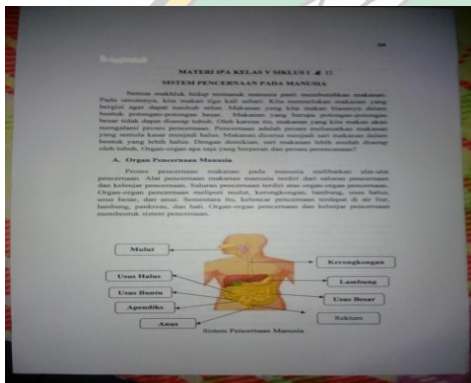 MATERI IPA KELAS V SIKLUS I & II
SISTEM PENCERNAAN PADA MANUSIA
Semua makhluk hidup termasuk manusia pasti membutuhkan makanan.
Pada umumnya, kita makan tiga kali sehari. Kita memerlukan makanan yang
bergizi agar dapat tumbuh sehat. Makanan yang kita makan biasanya dalam
bentuk potongan-potongan besar. Makanan yang berupa potongan-potongan
besar tidak dapat diserap tubuh. Oleh karena itu, makanan yang kita makan akan
mengalami proses pencernaan. Pencernaan adalah proses melumatkan makanan
yang semula kasar menjadi halus. Makanan dicerna menjadi sari makanan dalam
bentuk yang lebih halus. Dengan demikian, sari makanan lebih mudah diserap
oleh tubuh. Organ-organ apa saja yang berperan dan proses pencernaan?
A. Organ Pencernaan Manusia
Proses pencernaan makanan pada manusia melibatkan alat-alat
pencernaan. Alat pencernaan makanan manusia terdiri dari saluran pencernaan
dan kelenjar pencernaan. Saluran pencernaan terdiri atas organ-organ pencernaan.
Organ-organ pencernaan meliputi mulut, kerongkongan, lambung, usus halus,
usus besar, dan anus. Sementara itu, kelenjar pencernaan terdapat di air liur,
lambung, pankreas, dan hati. Organ-organ pencernaan dan kelenjar pencernaan
membentuk sistem pencernaan.
Mulut
Kerongkongan
Usus Halus
Lambung
Usus Buntu
Usus Besar
Apendiks
Rektum
Anus
Sistem Pencernaan Manusia